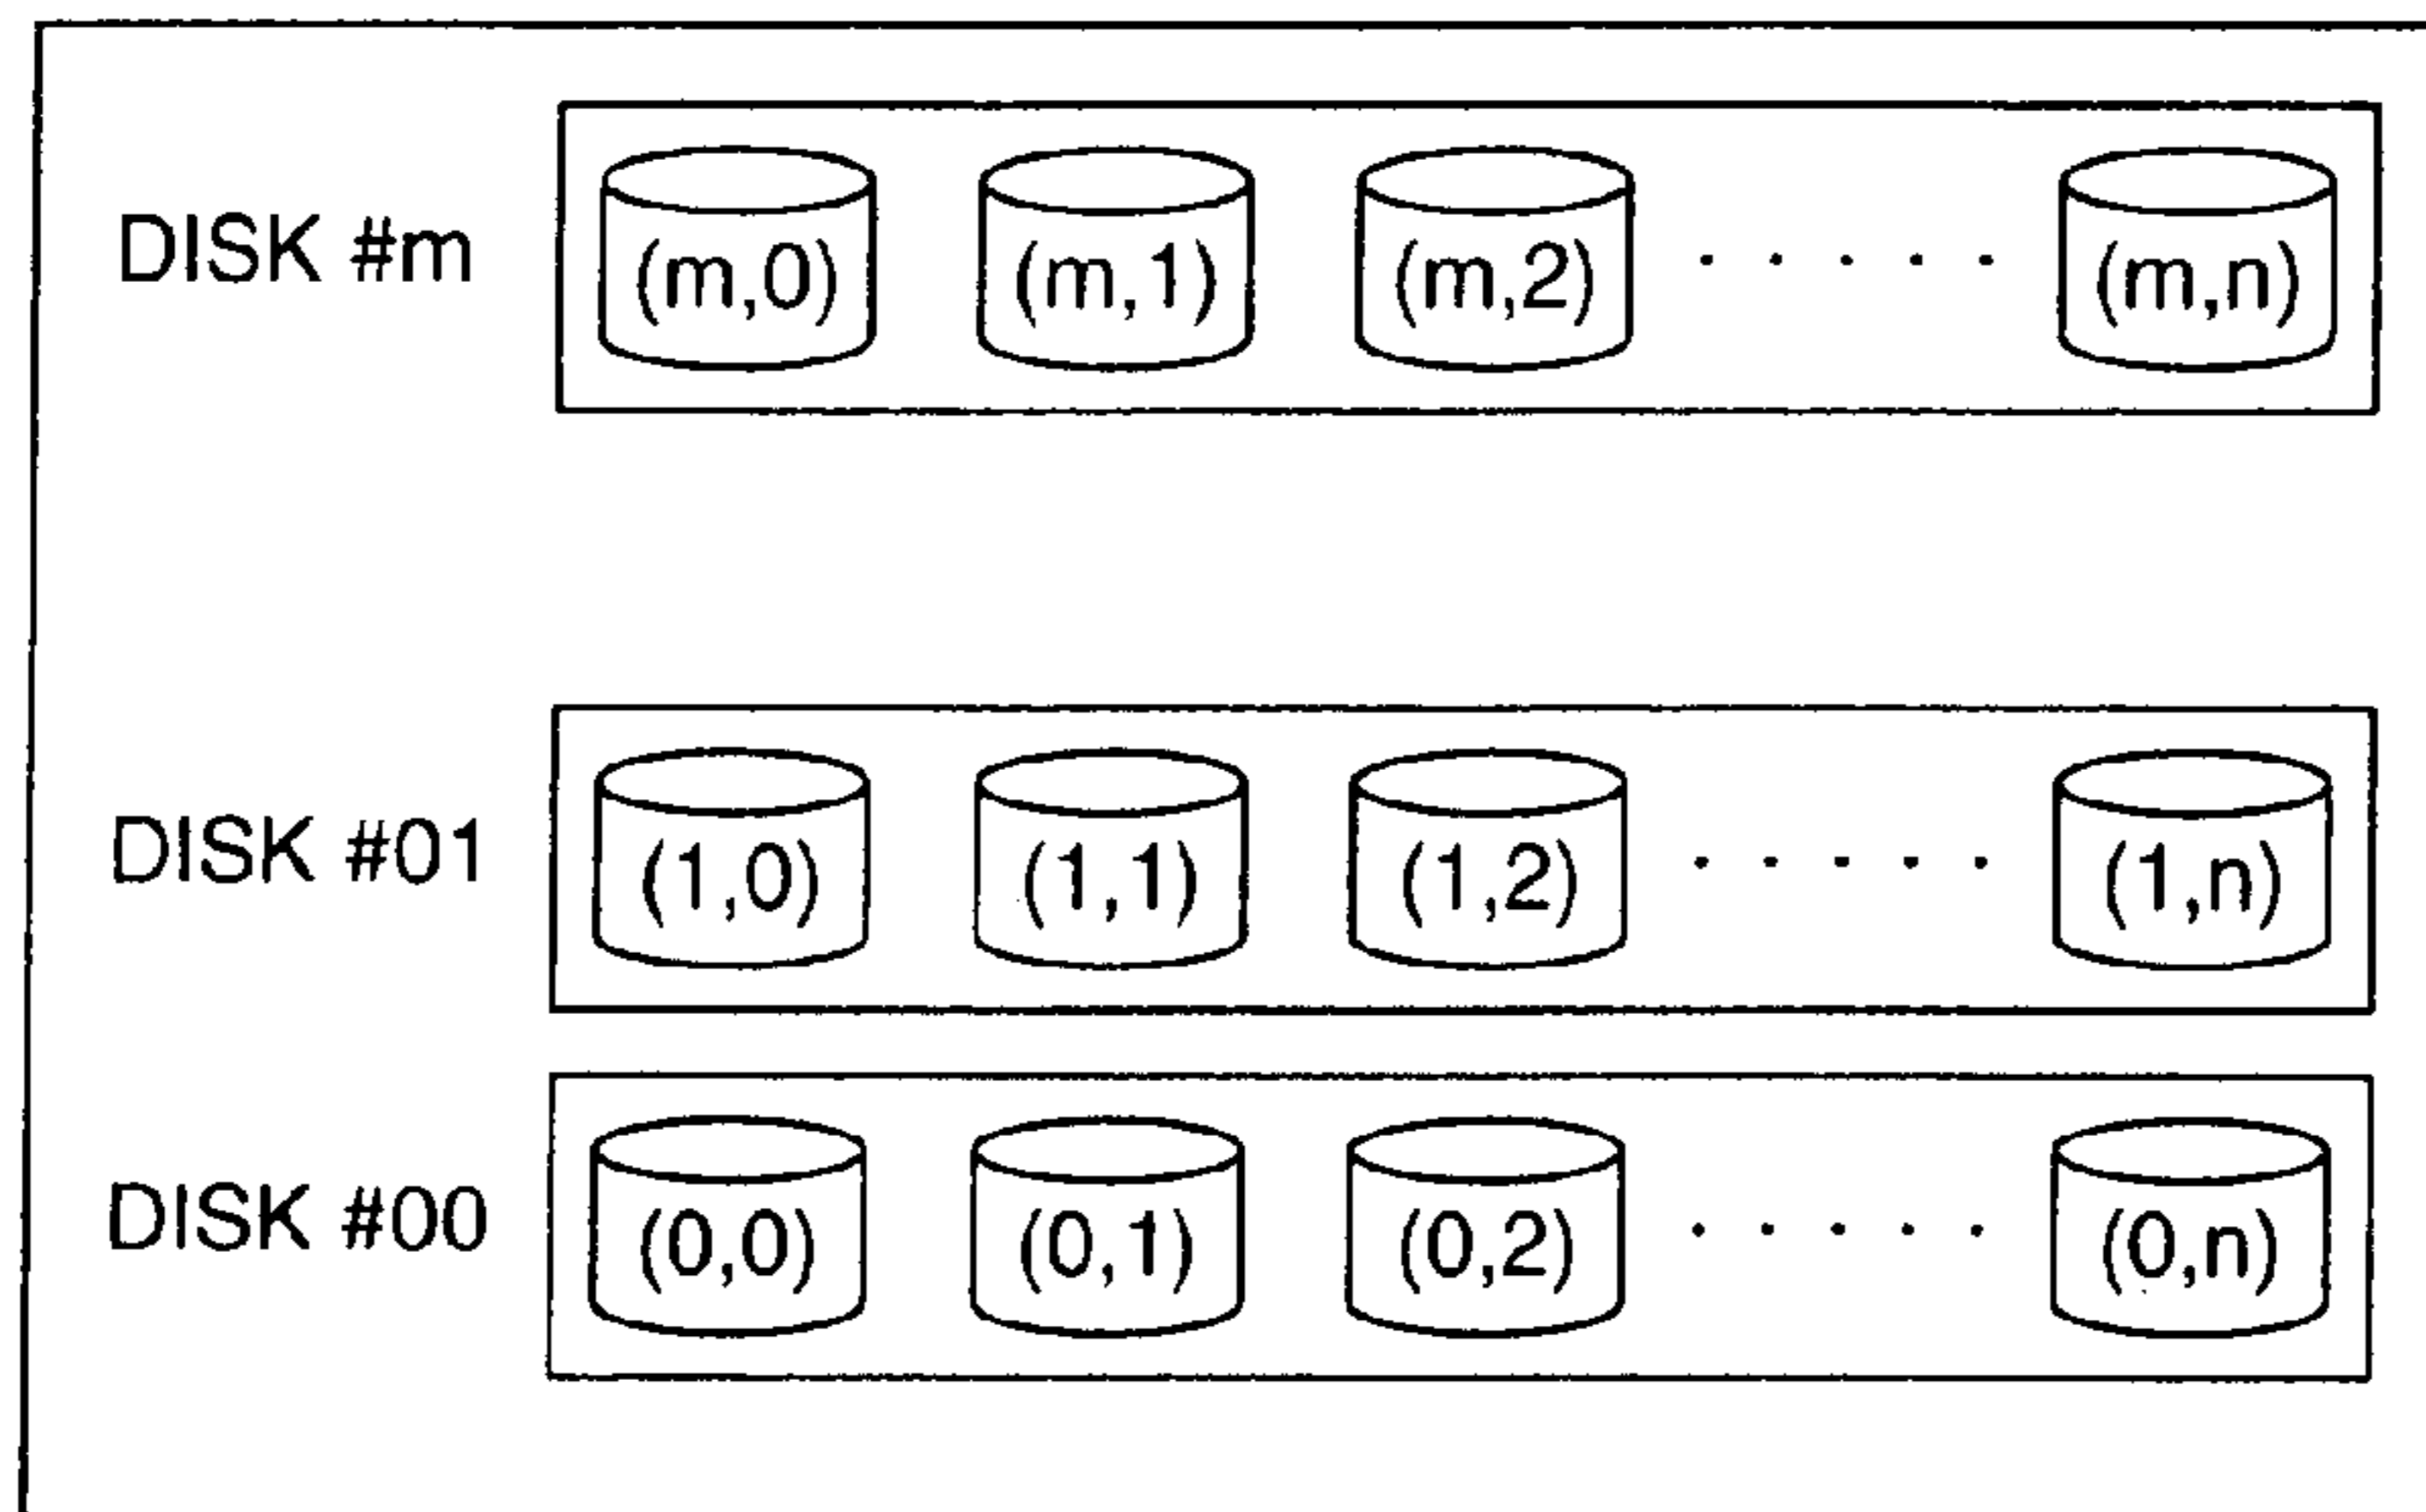 DISK #m (m,0) (m,1) (m,2) · · · · · (m,n)
DISK #01 (1,0) (1,1) (1,2) · · · · · (1,n)
DISK #00 (0,0) (0,1) (0,2) · · · · · (0,n)